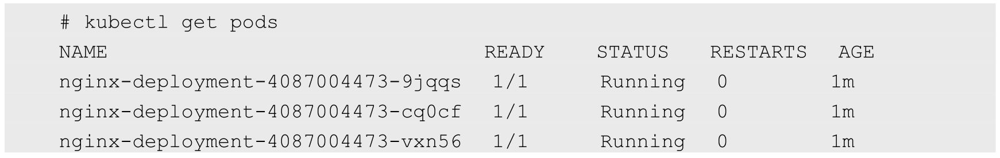 # kubectl get pods
NAME READY STATUS RESTARTS AGE
nginx-deployment-4087004473-9jqqs 1/1 Running 0 1m
nginx-deployment-4087004473-cq0cf 1/1 Running 0 1m
nginx-deployment-4087004473-vxn56 1/1 Running 0 1m